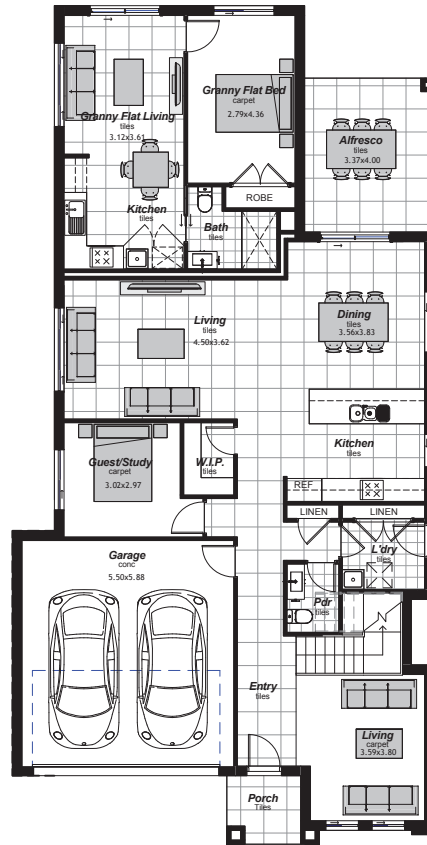 Granny Flat Living
tiles
3.12x3.61
Granny Flat Bed
carpet
2.79x4.36
Alfresco
tiles
3.37x4.00
Kitchen
tiles
ROBE
Bath
tiles
Living
tiles
4.50x3.62
Dining
tiles
3.56x3.83
Kitchen
tiles
Guest/Study
carpet
3.02x2.97
W.I.P.
tiles
REF
LINEN
LINEN
Garage
conc
5.50x5.88
L'dry
tiles
Pdr
tiles
Entry
tiles
Living
carpet
3.59x3.80
Porch
Tiles